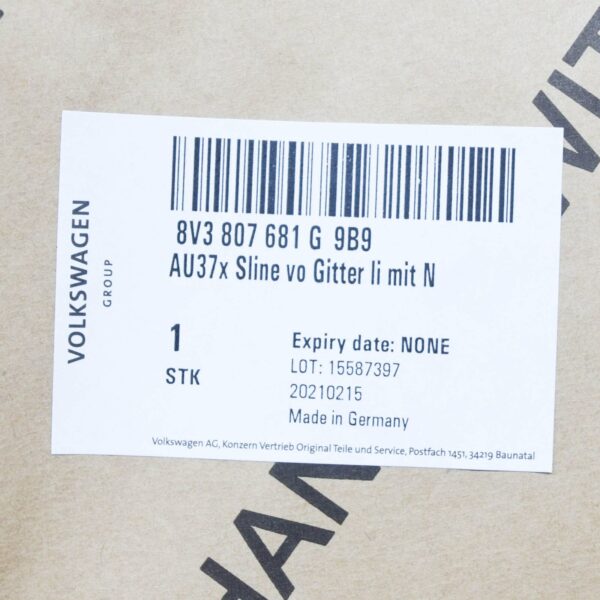 VOLKSWAGEN
GROUP
8V3 807 681 G 9B9
AU37x Sline vo Gitter li mit N
1
STK
Expiry date: NONE
LOT: 15587397
20210215
Made in Germany
Volkswagen AG, Konzern Vertrieb Original Teile und Service, Postfach 1451, 34219 Baunatal